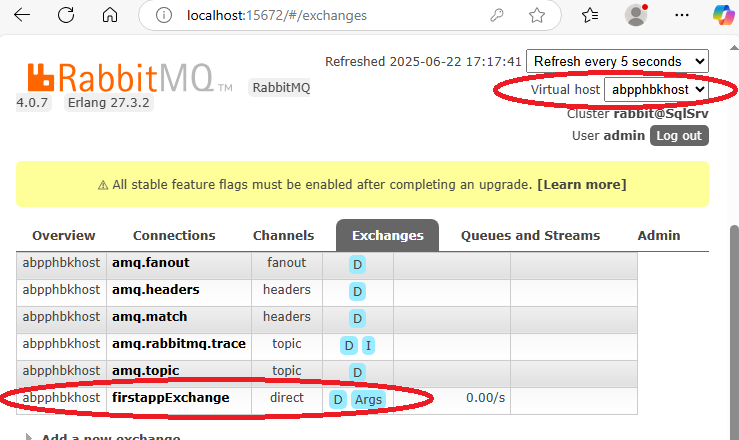 localhost:15672/#/exchanges
Refreshed 2025-06-22 17:17:41 Refresh every 5 seconds
RabbitMQ TM RabbitMQ
Virtual host abpphbkhost
4.0.7 Erlang 27.3.2
Cluster rabbit@SqlSrv
User admin Log out
⚠ All stable feature flags must be enabled after completing an upgrade. [Learn more]
Overview Connections Channels Exchanges Queues and Streams Admin
abpphbkhost amq.fanout fanout D
abpphbkhost amq.headers headers D
abpphbkhost amq.match headers D
abpphbkhost amq.rabbitmq.trace topic D I
abpphbkhost amq.topic topic D
abpphbkhost firstappExchange direct D Args 0.00/s
Add a new exchange